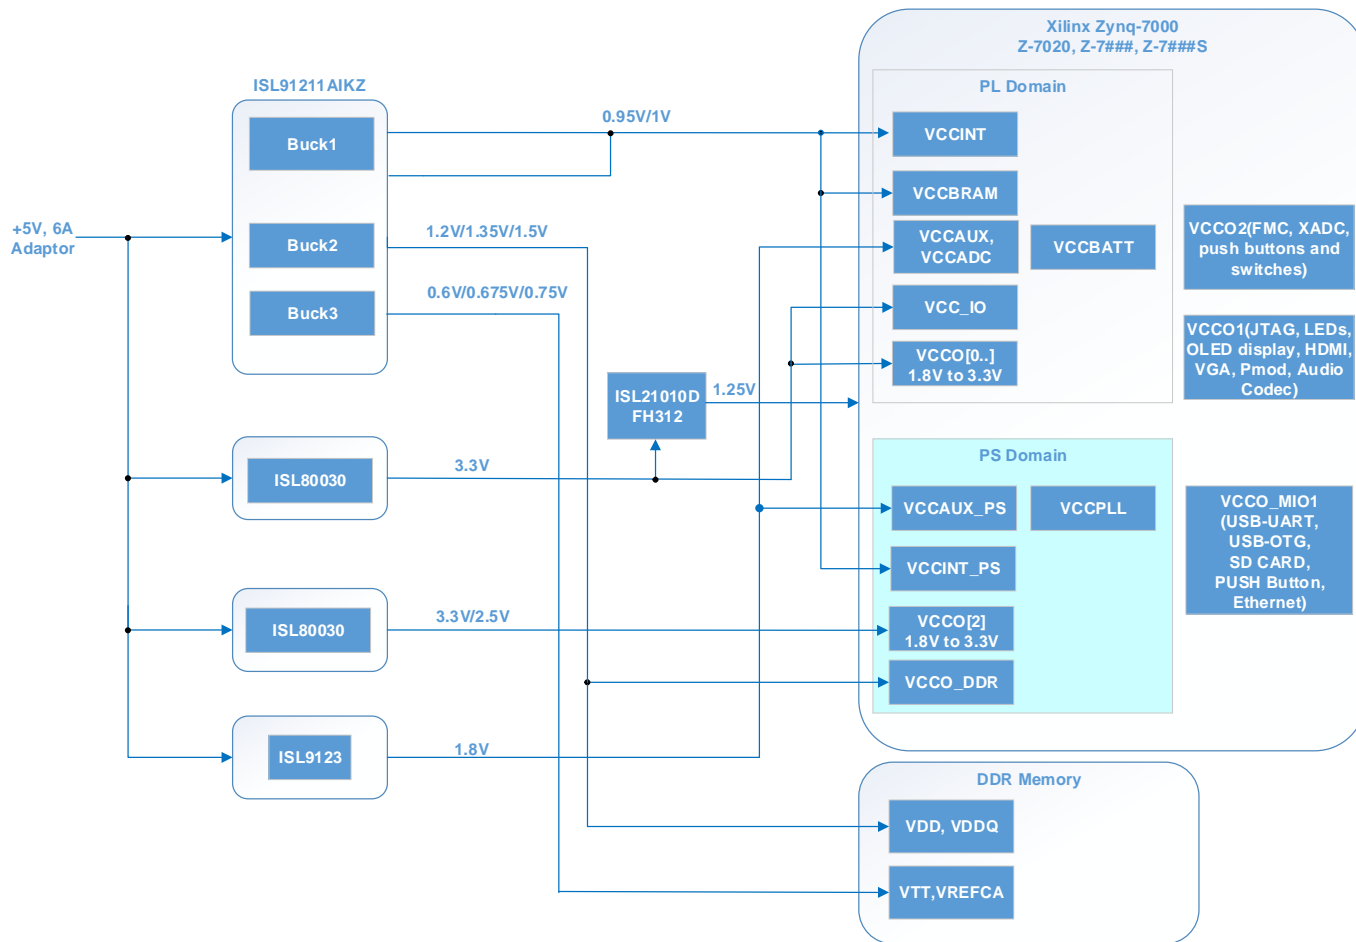 Xilinx Zynq-7000
Z-7020, Z-7###, Z-7###S
ISL91211AIKZ
PL Domain
0.95V/1V
Buck1
VCCINT
VCCBRAM
+5V, 6A
Adaptor
Buck2
1.2V/1.35V/1.5V
VCCAUX,
VCCADC
VCCBATT
VCCO2(FMC, XADC,
push buttons and
switches)
Buck3
0.6V/0.675V/0.75V
VCC_IO
VCCO[0..]
1.8V to 3.3V
VCCO1(JTAG, LEDs,
OLED display, HDMI,
VGA, Pmod, Audio
Codec)
ISL21010D
FH312
1.25V
PS Domain
ISL80030
3.3V
VCCAUX_PS
VCCPLL
VCCO_MIO1
(USB-UART,
USB-OTG,
SD CARD,
PUSH Button,
Ethernet)
VCCINT_PS
ISL80030
3.3V/2.5V
VCCO[2]
1.8V to 3.3V
VCCO_DDR
ISL9123
1.8V
DDR Memory
VDD, VDDQ
VTT,VREFCA